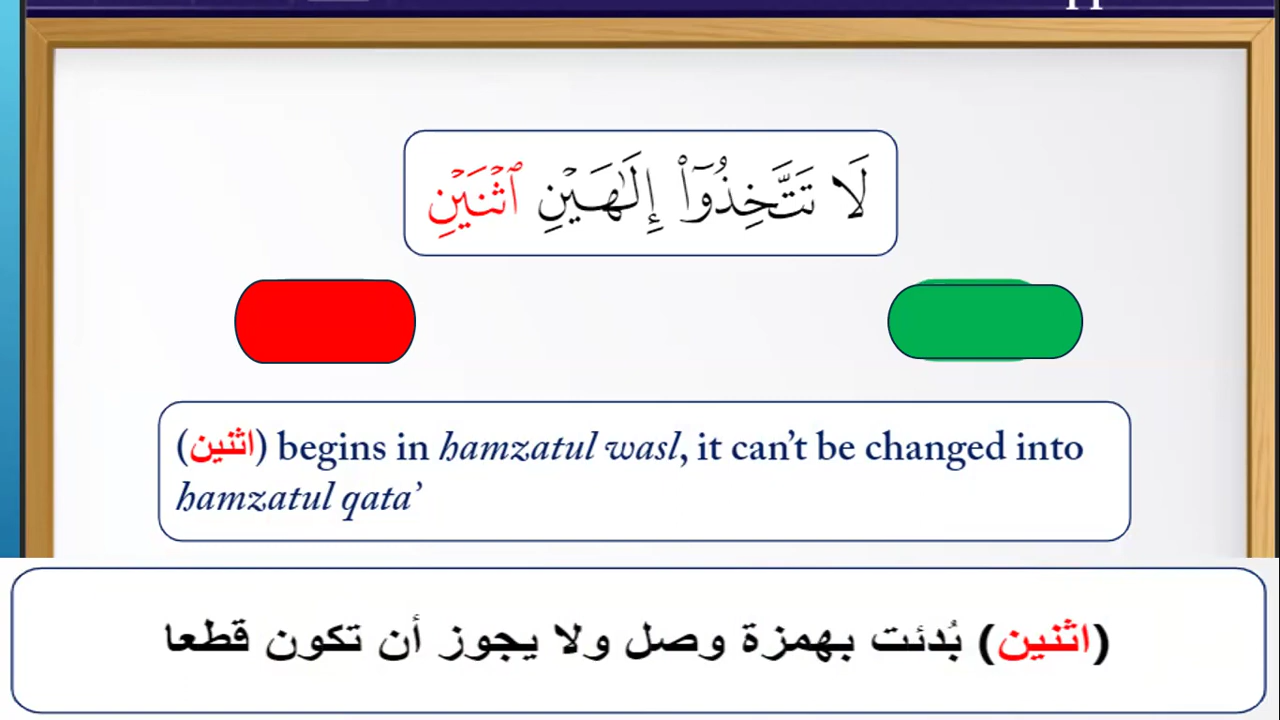 لَا تَتَّخِذُوٓا۟ إِلَـٰهَيۡنِ ٱثۡنَيۡنِ
(اثنين) begins in hamzatul wasl, it can’t be changed into
hamzatul qata’
(اثنين) بُدئت بهمزة وصل ولا يجوز أن تكون قطعا